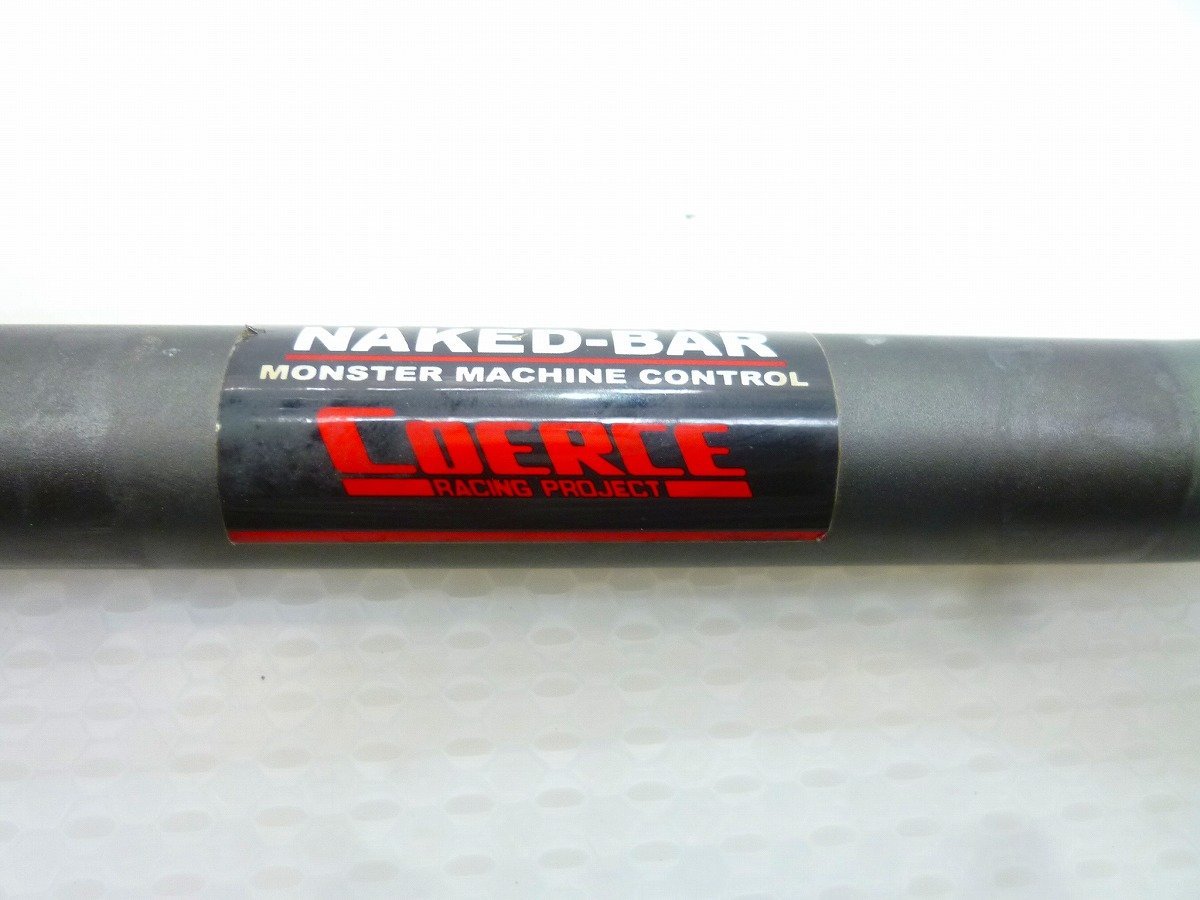 NAKED-BAR
MONSTER MACHINE CONTROL
COERCE
RACING PROJECT